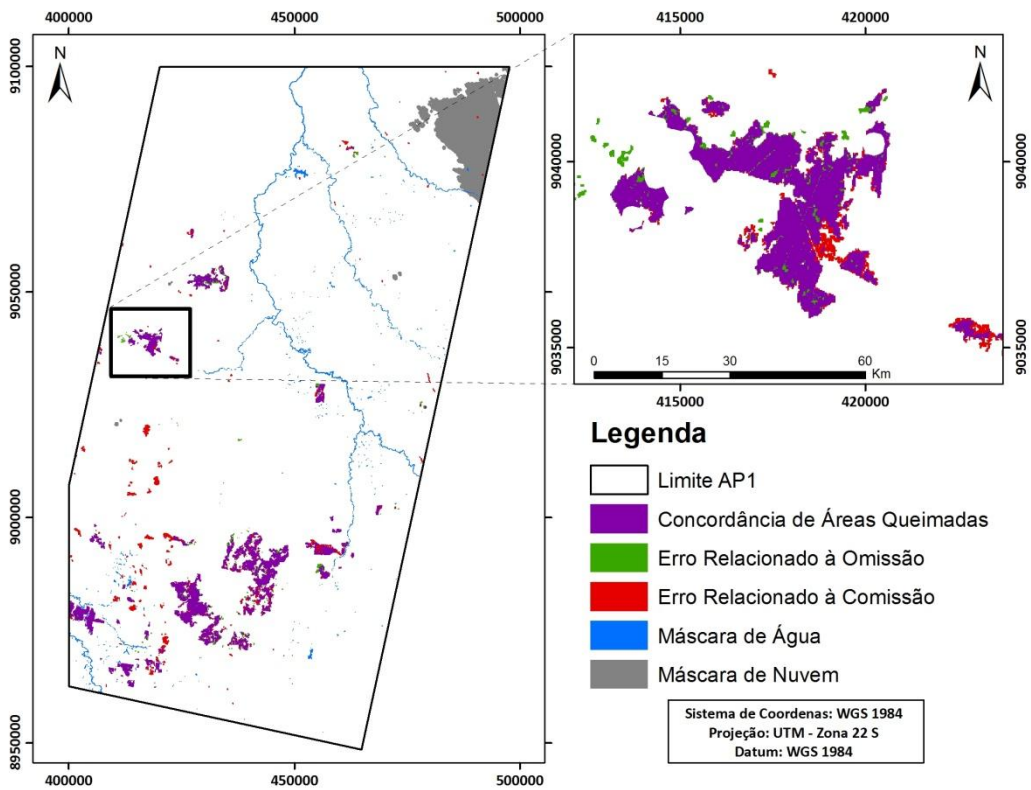 400000 450000 500000
N
9100000
9050000
9000000
8950000
400000 450000 500000
415000 420000
N
9040000 9040000
9035000 9035000
0 15 30 60
Km
415000 420000
Legenda
Limite AP1
Concordância de Áreas Queimadas
Erro Relacionado à Omissão
Erro Relacionado à Comissão
Máscara de Água
Máscara de Nuvem
Sistema de Coordenas: WGS 1984
Projeção: UTM - Zona 22 S
Datum: WGS 1984